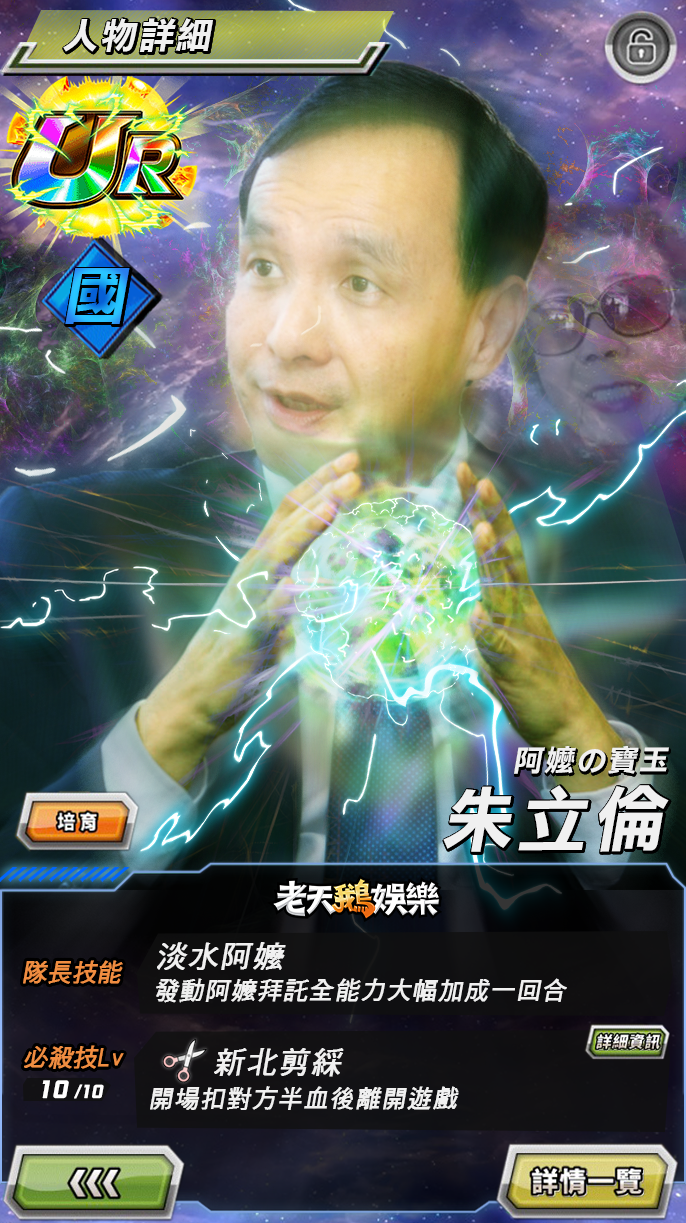 人物詳細
UR
國
阿嬤の寶玉
朱立倫
培育
老天鵝娛樂
隊長技能
淡水阿嬤
發動阿嬤拜託全能力大幅加成一回合
必殺技Lv
10/10
新北剪綵
詳細資訊
開場扣對方半血後離開遊戲
<<<
詳情一覽